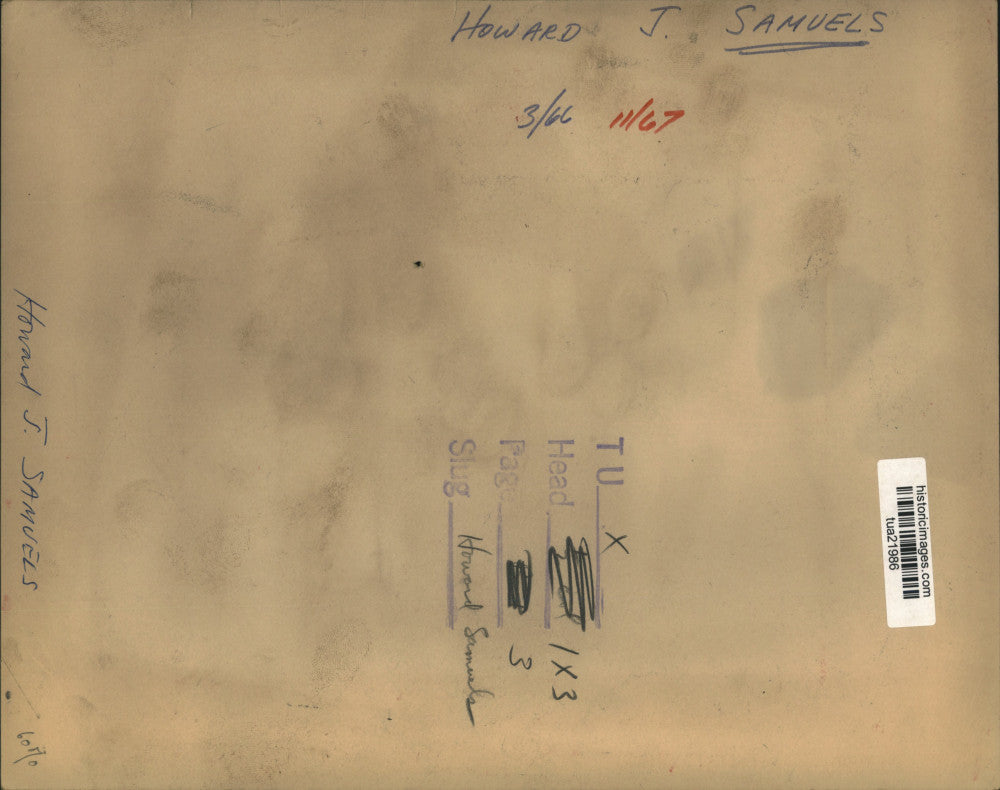 HOWARD J. SAMUELS
3/66 11/67
Howard J. SAMUELS
TU X
Head 1X3
Page 3
Slug Howard Samuels
historicimages.com
tua21986